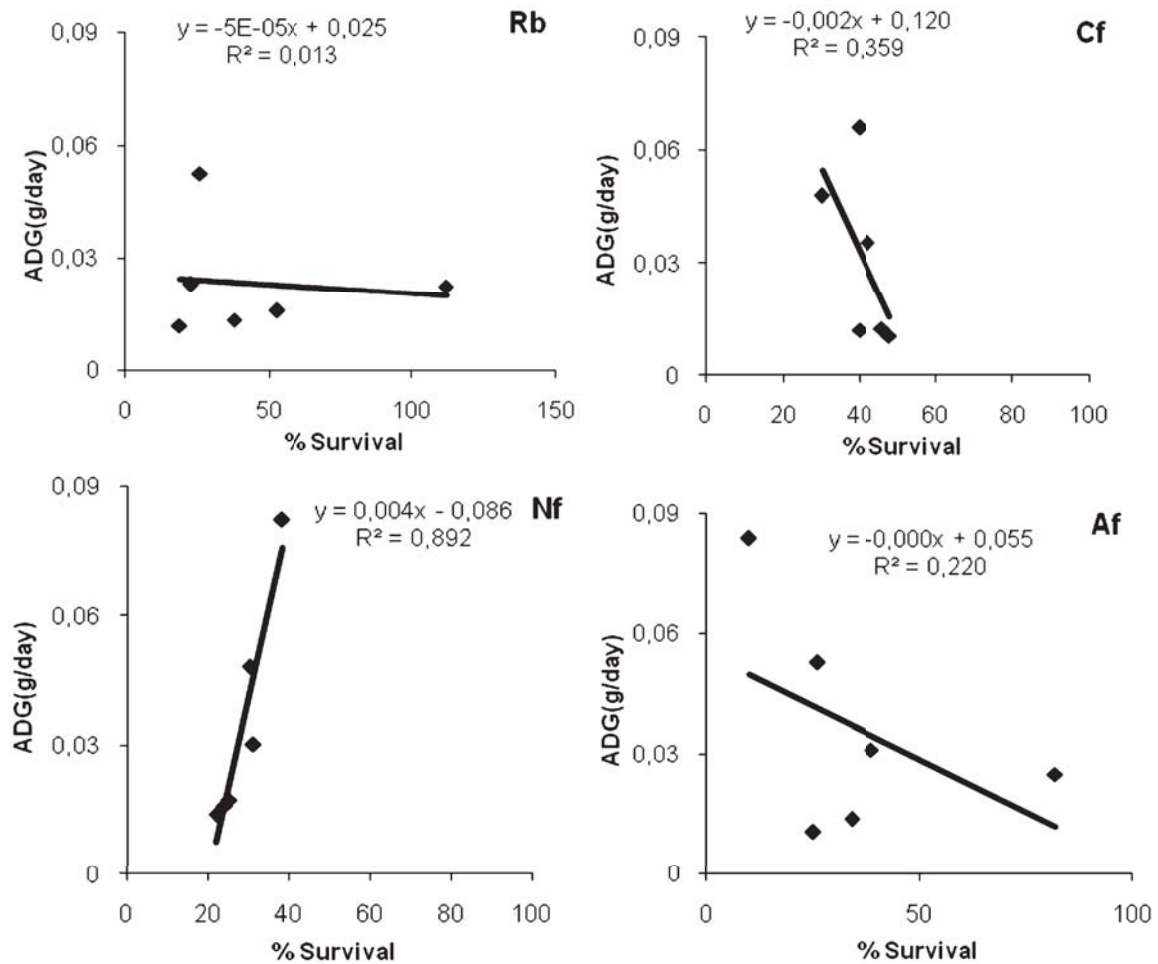 y = -5E-05x + 0,025
R² = 0,013
Rb
0,09
0,06
0,03
0
ADG(g/day)
0 50 100 150
% Survival
y = -0,002x + 0,120
R² = 0,359
Cf
0,09
0,06
0,03
0
ADG(g/day)
0 20 40 60 80 100
% Survival
y = 0,004x - 0,086
R² = 0,892
Nf
0,09
0,06
0,03
0
ADG(g/day)
0 20 40 60 80 100
% Survival
y = -0,000x + 0,055
R² = 0,220
Af
0,09
0,06
0,03
0,00
ADG(g/day)
0 50 100
% Survival